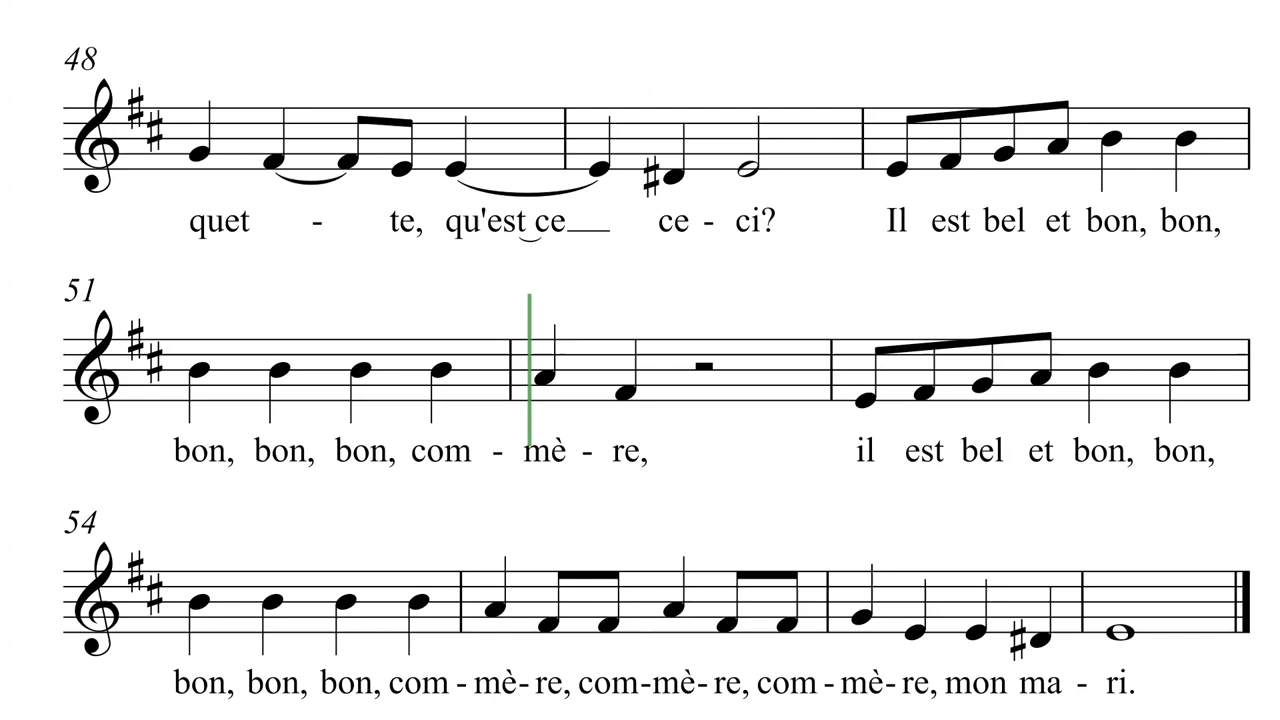 48
quet - te, qu'est ce ce - ci? Il est bel et bon, bon,
51
bon, bon, bon, com - mè - re, il est bel et bon, bon,
54
bon, bon, bon, com - mè- re, com-mè- re, com - mè- re, mon ma - ri.